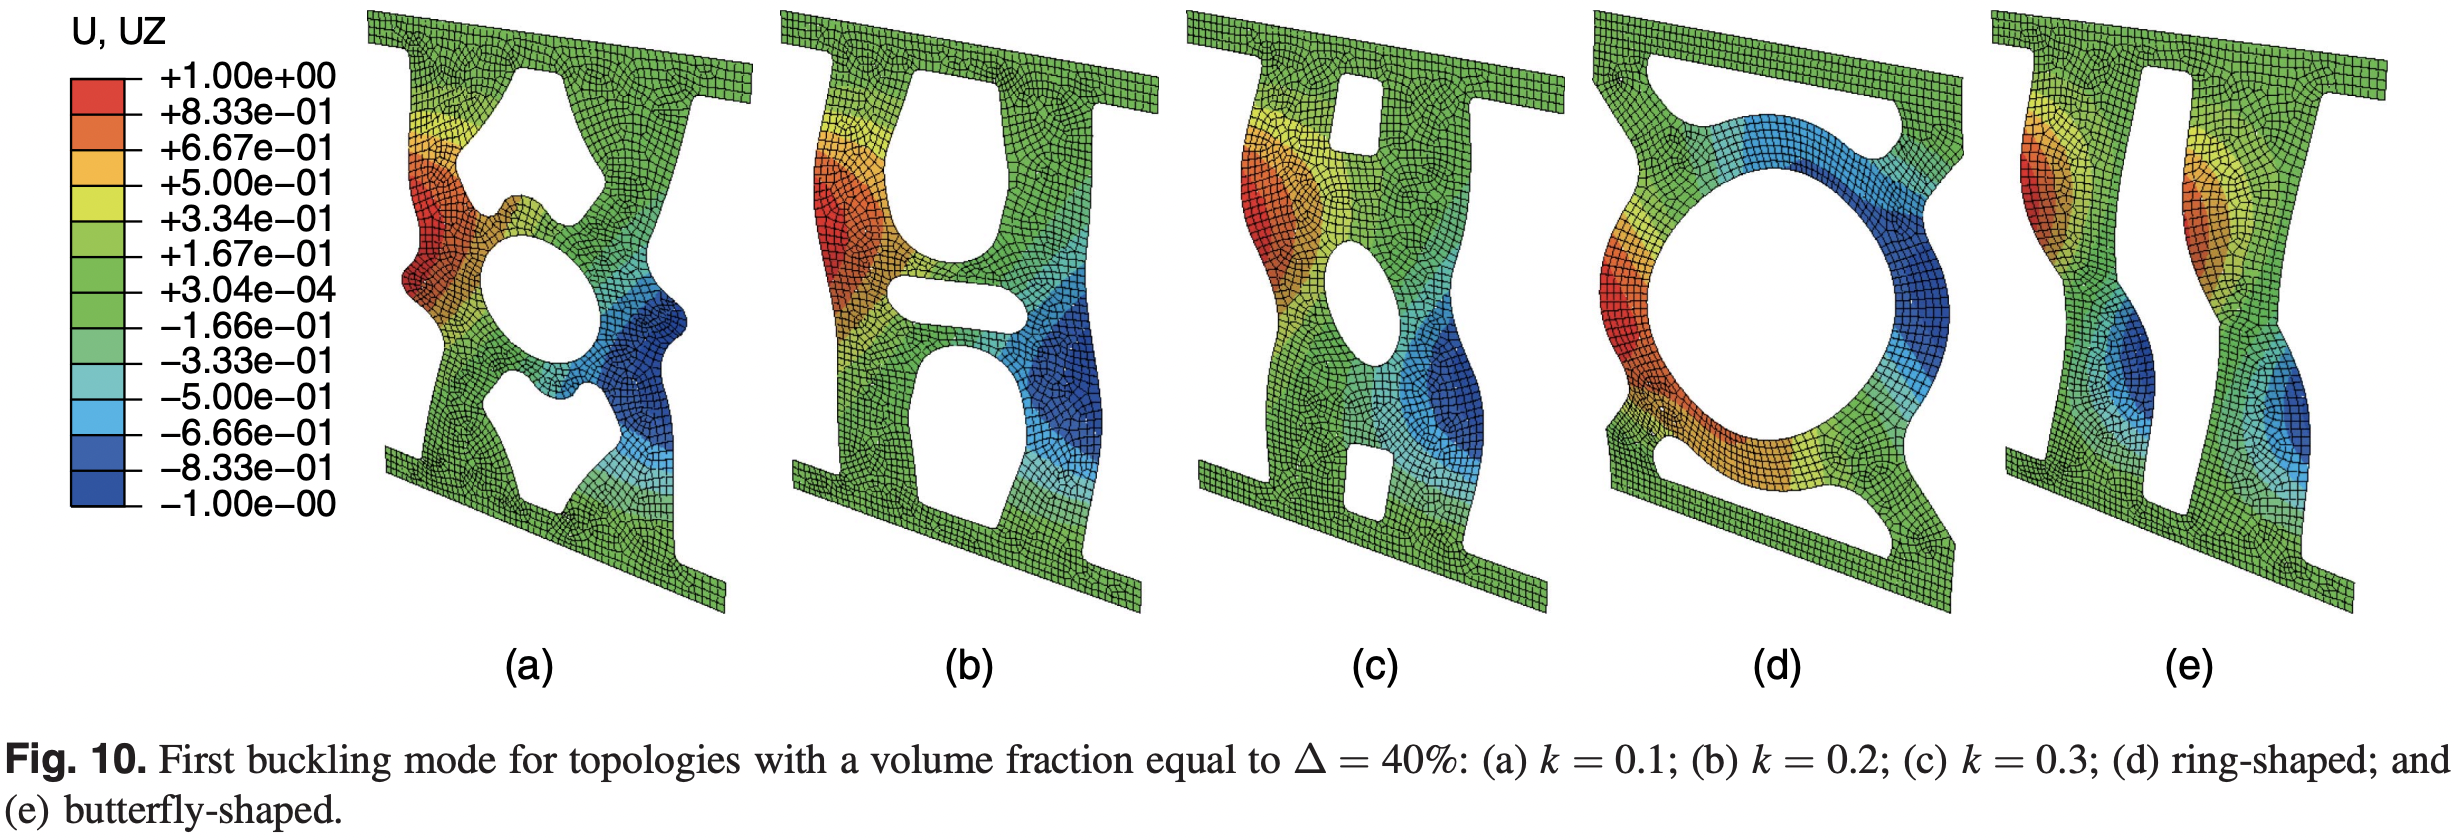 U, UZ
+1.00e+00
+8.33e−01
+6.67e−01
+5.00e−01
+3.34e−01
+1.67e−01
+3.04e−04
−1.66e−01
−3.33e−01
−5.00e−01
−6.66e−01
−8.33e−01
−1.00e−00
(a) (b) (c) (d) (e)
Fig. 10. First buckling mode for topologies with a volume fraction equal to Δ = 40%: (a) k = 0.1; (b) k = 0.2; (c) k = 0.3; (d) ring-shaped; and
(e) butterfly-shaped.